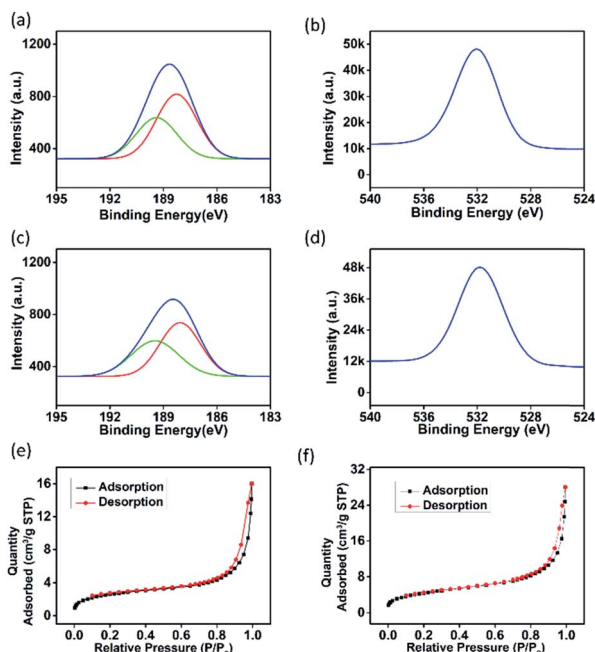 (a)
1200
800
400
Intensity (a.u.)
195 192 189 186 183
Binding Energy(eV)
(b)
50k
40k
30k
20k
10k
0
Intensity (a.u.)
540 536 532 528 524
Binding Energy (eV)
(c)
1200
800
400
Intensity (a.u.)
195 192 189 186 183
Binding Energy(eV)
(d)
48k
36k
24k
12k
0
Intensity (a.u.)
540 536 532 528 524
Binding Energy (eV)
(e)
16
12
8
4
0
Quantity
Adsorbed (cm³/g STP)
Adsorption
Desorption
0.0 0.2 0.4 0.6 0.8 1.0
Relative Pressure (P/P₀)
(f)
32
24
16
8
0
Quantity
Adsorbed (cm³/g STP)
Adsorption
Desorption
0.0 0.2 0.4 0.6 0.8 1.0
Relative Pressure (P/P₀)